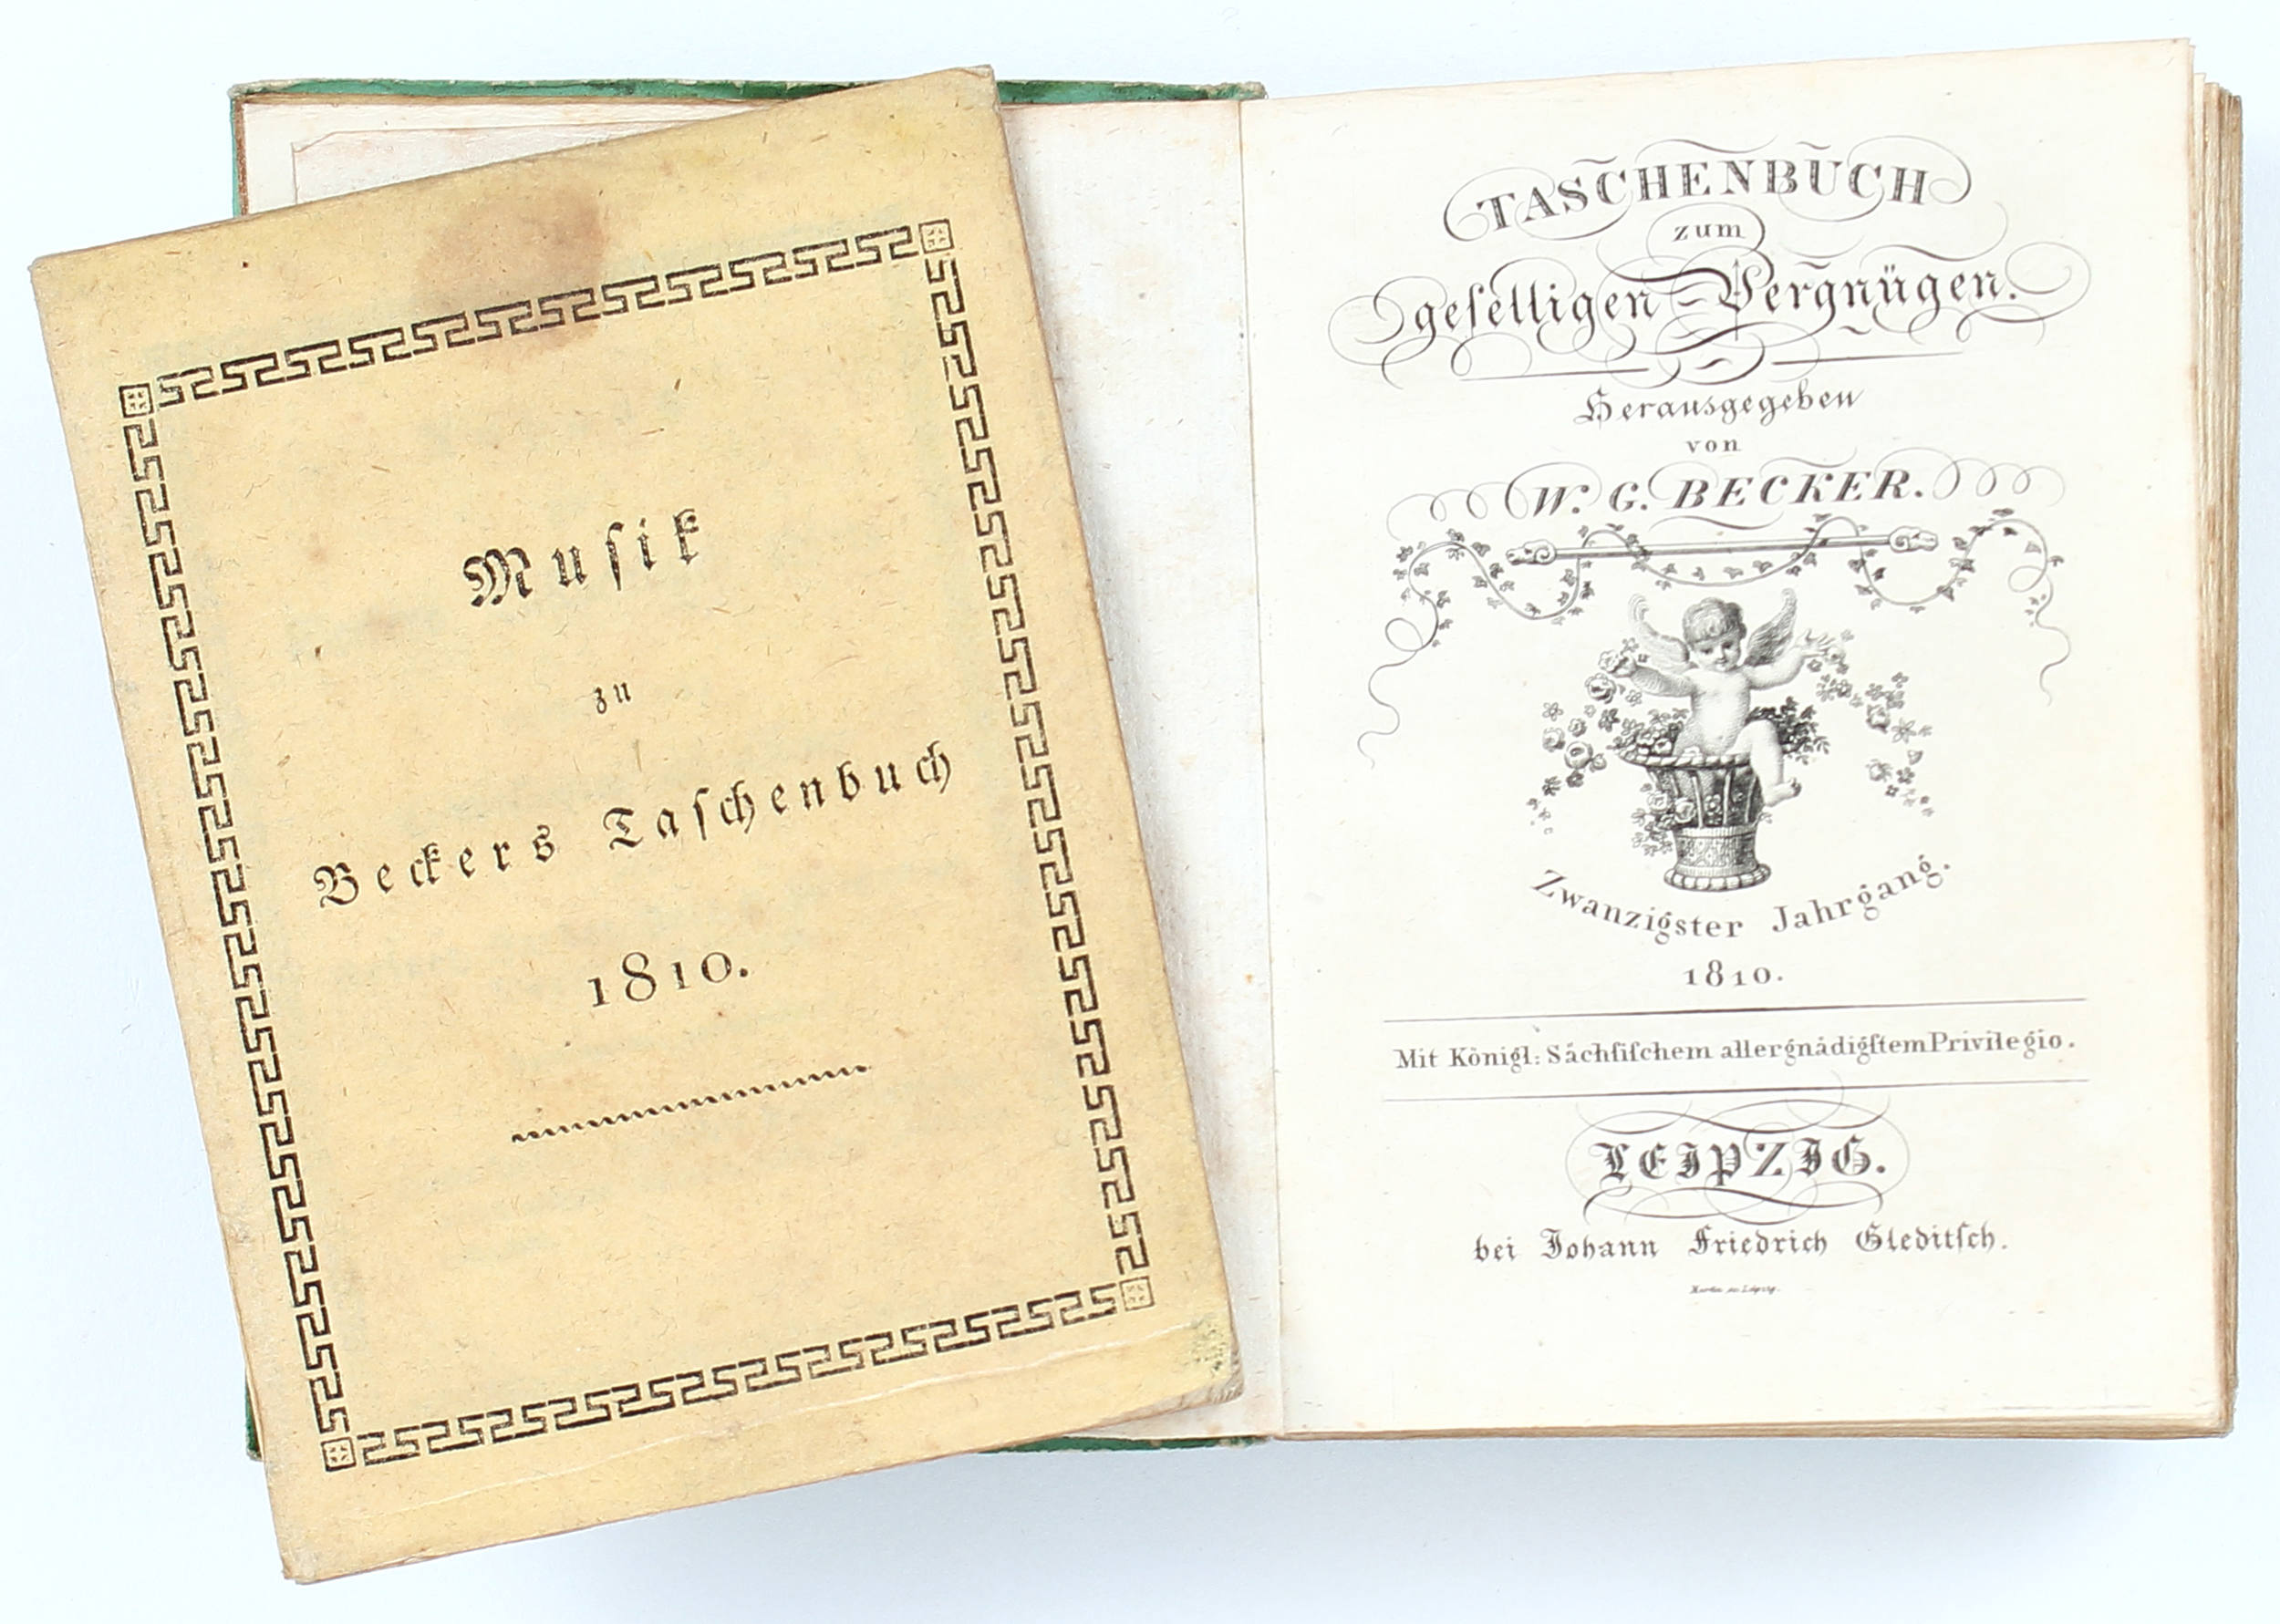 Muſik
zu
Beckers Taſchenbuch
1810.
TASCHENBUCH
zum
geſelligen Vergnügen.
Herausgegeben
von
W. G. BECKER.
Zwanzigster Jahrgang.
1810.
Mit Königl: Sächſiſchem allergnädigſtem Privilegio.
LEIPZIG.
bei Johann Friedrich Gleditſch.